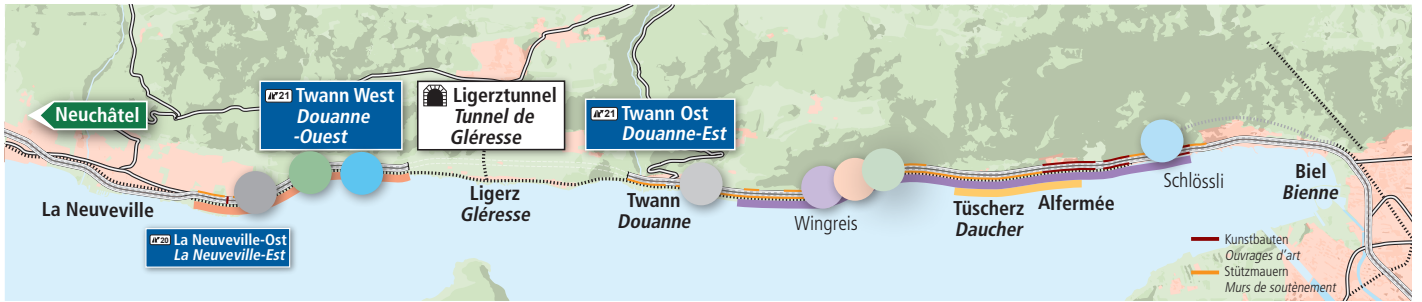 Neuchâtel
21 Twann West
Douanne
-Ouest
Ligerztunnel
Tunnel de
Gléresse
21 Twann Ost
Douanne-Est
La Neuveville
20 La Neuveville-Ost
La Neuveville-Est
Ligerz
Gléresse
Twann
Douanne
Wingreis
Tüscherz
Daucher
Alfermée
Schlössli
Biel
Bienne
Kunstbauten
Ouvrages d'art
Stützmauern
Murs de soutènement